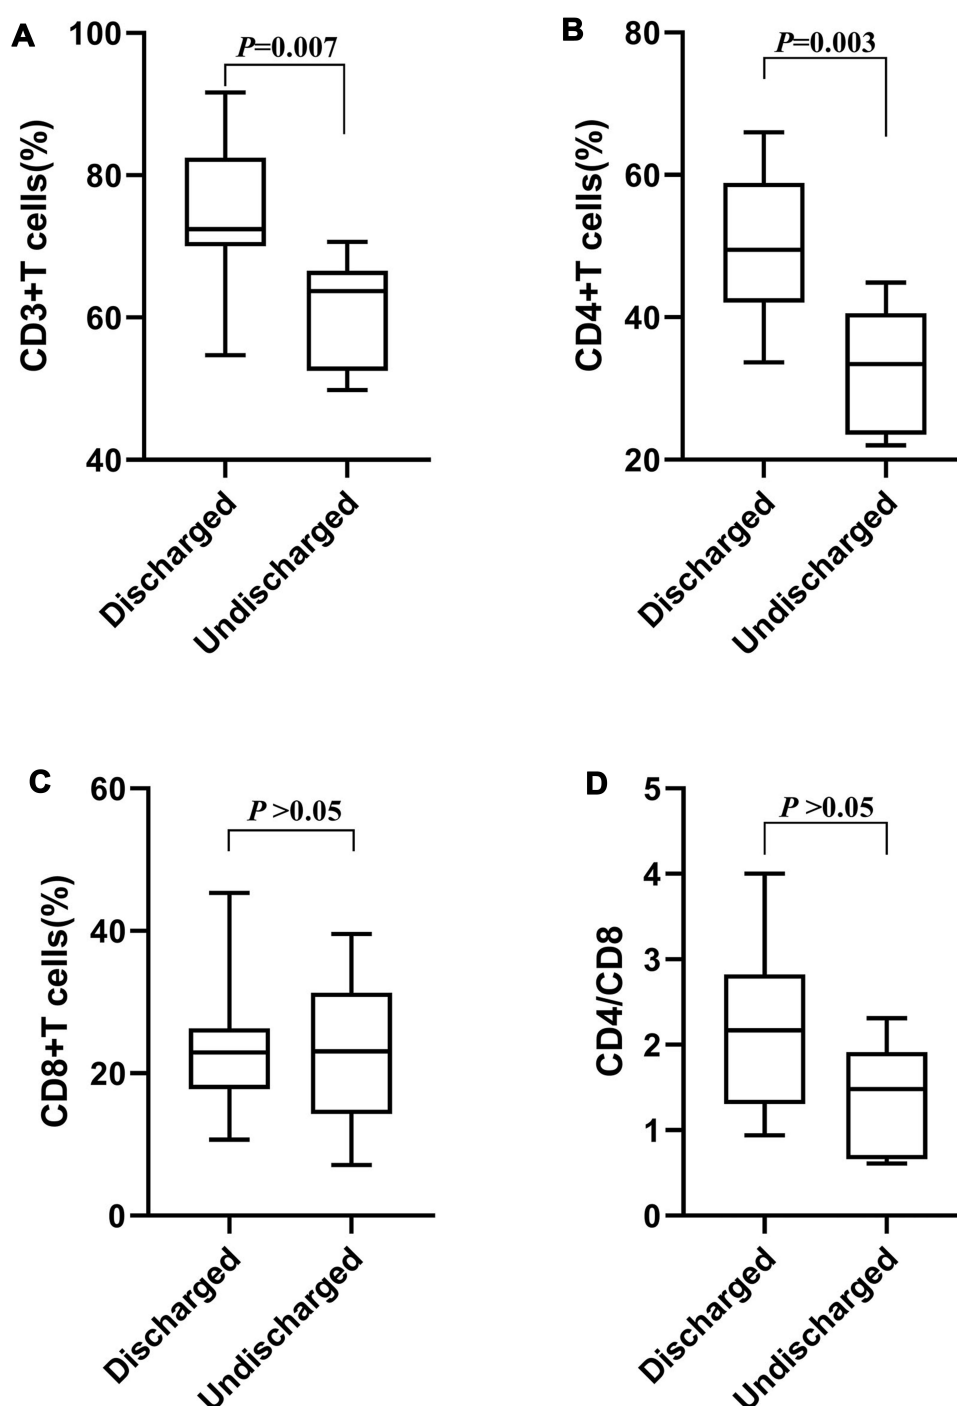 A
P=0.007
CD3+T cells(%)
100
80
60
40
Discharged
Undischarged
B
P=0.003
CD4+T cells(%)
80
60
40
20
Discharged
Undischarged
C
P >0.05
CD8+T cells(%)
60
40
20
0
Discharged
Undischarged
D
P >0.05
CD4/CD8
5
4
3
2
1
0
Discharged
Undischarged